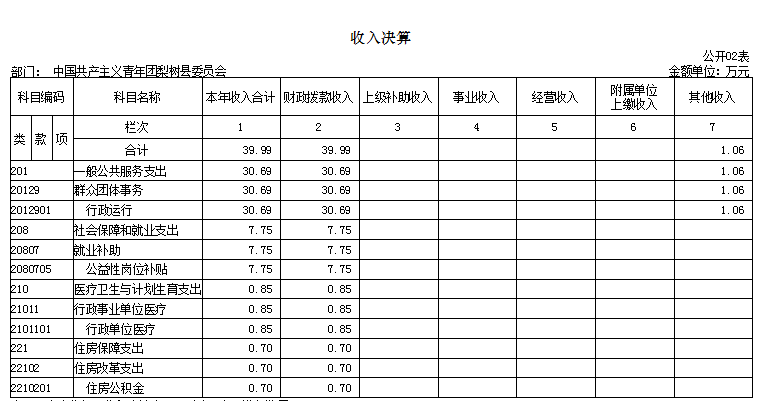 收入决算
公开02表
部门： 中国共产主义青年团梨树县委员会 金额单位：万元
科目编码 科目名称 本年收入合计 财政拨款收入 上级补助收入 事业收入 经营收入 附属单位上缴收入 其他收入
类 款 项 栏次 1 2 3 4 5 6 7
合计 39.99 39.99 1.06
201 一般公共服务支出 30.69 30.69 1.06
20129 群众团体事务 30.69 30.69 1.06
2012901 行政运行 30.69 30.69 1.06
208 社会保障和就业支出 7.75 7.75
20807 就业补助 7.75 7.75
2080705 公益性岗位补贴 7.75 7.75
210 医疗卫生与计划生育支出 0.85 0.85
21011 行政事业单位医疗 0.85 0.85
2101101 行政单位医疗 0.85 0.85
221 住房保障支出 0.70 0.70
22102 住房改革支出 0.70 0.70
2210201 住房公积金 0.70 0.70